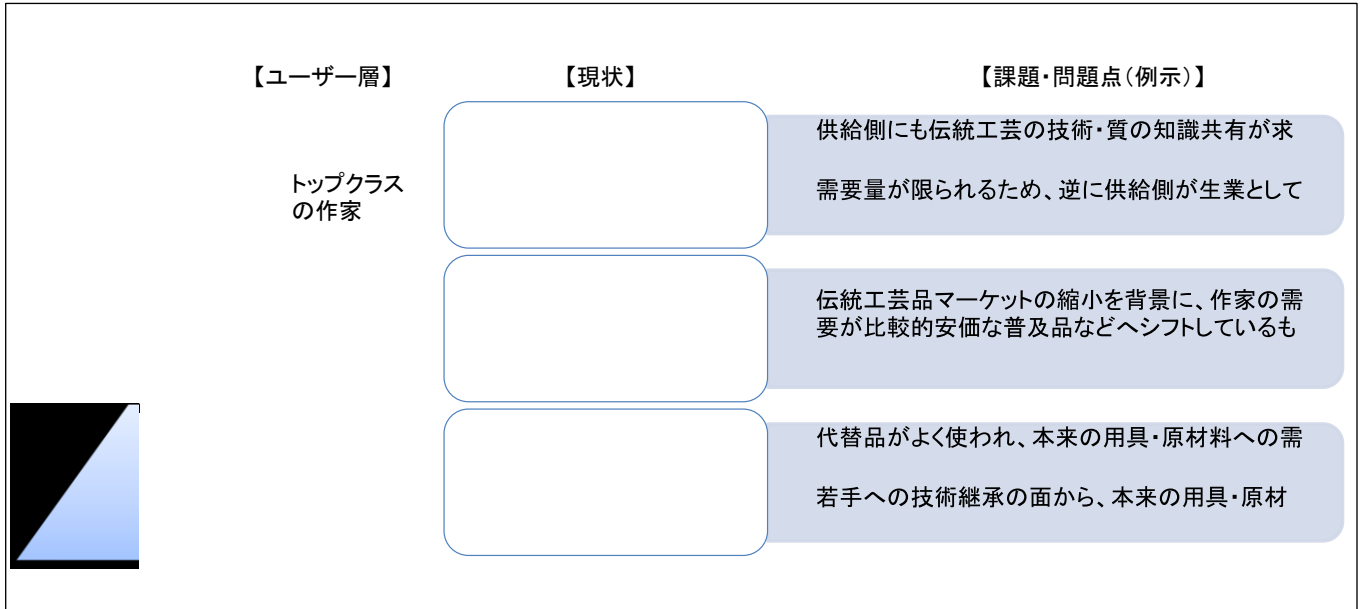 【ユーザー層】
【現状】
【課題・問題点(例示)】
トップクラス
の作家
供給側にも伝統工芸の技術・質の知識共有が求
需要量が限られるため、逆に供給側が生業として
伝統工芸品マーケットの縮小を背景に、作家の需
要が比較的安価な普及品などへシフトしているも
代替品がよく使われ、本来の用具・原材料への需
若手への技術継承の面から、本来の用具・原材